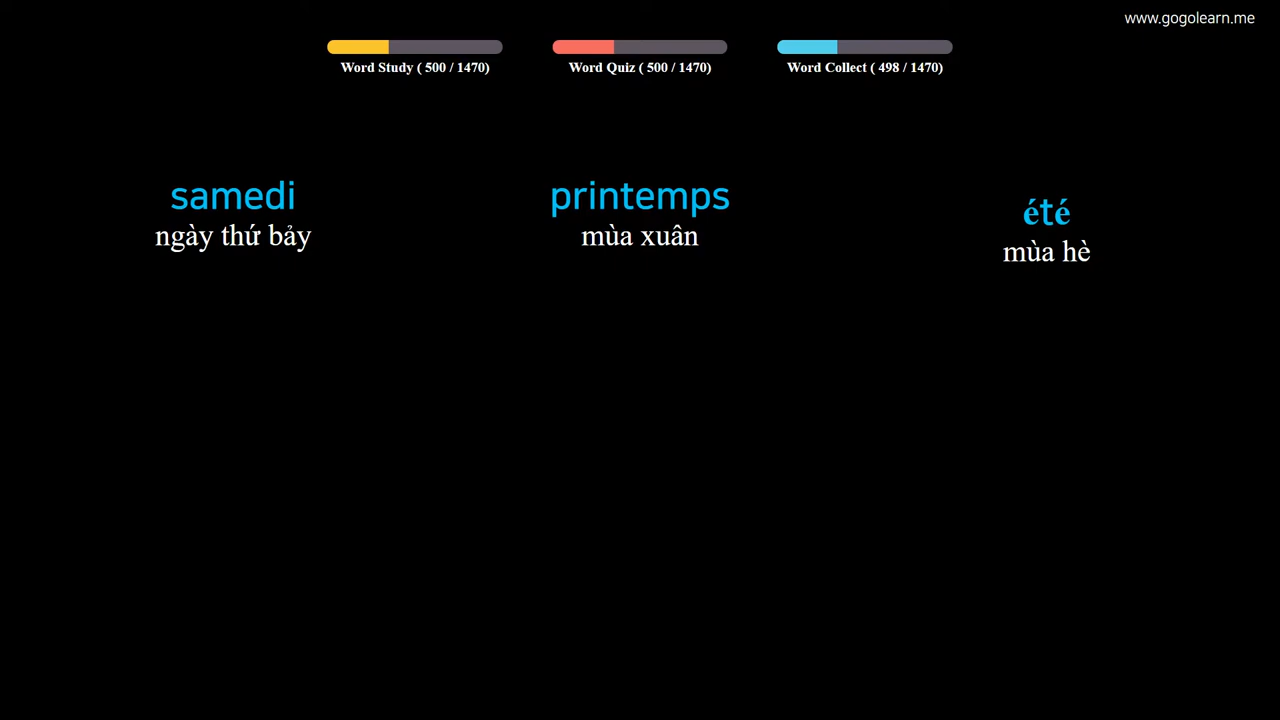 www.gogolearn.me
Word Study ( 500 / 1470)
Word Quiz ( 500 / 1470)
Word Collect ( 498 / 1470)
samedi
ngày thứ bảy
printemps
mùa xuân
été
mùa hè